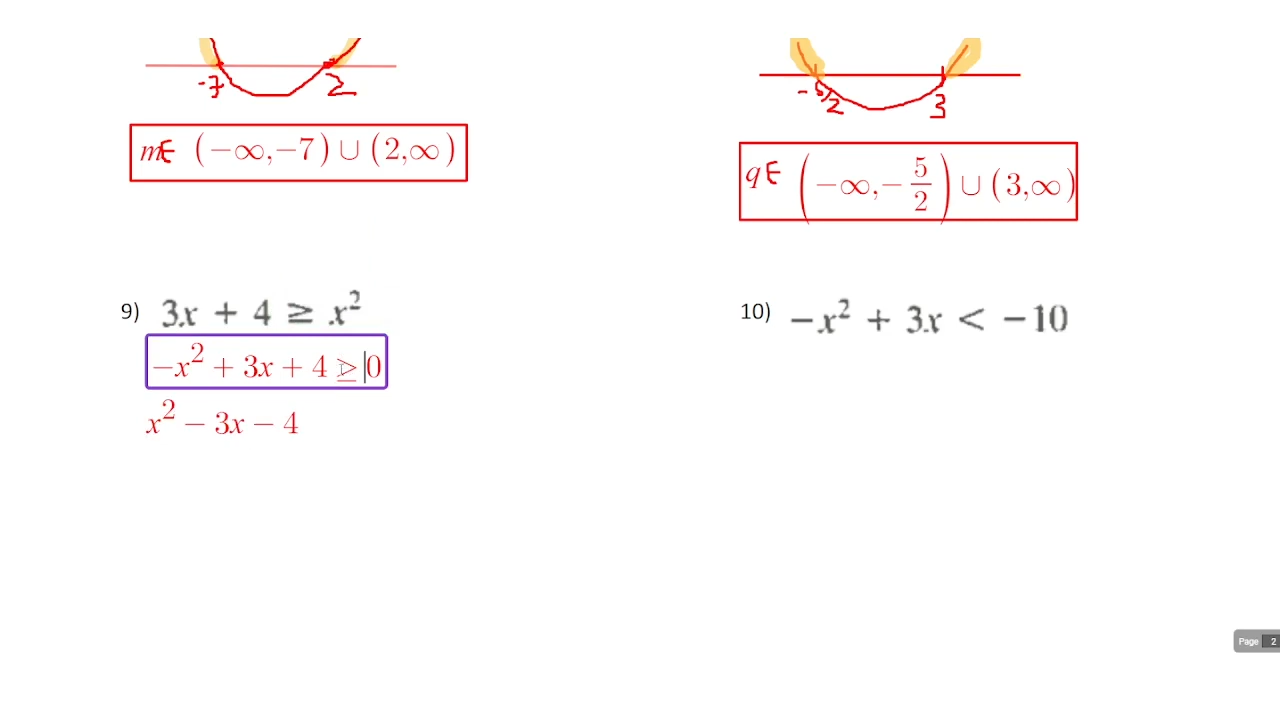 -7 2
m∈ (−∞,−7) ∪ (2,∞)
-5/2 3
q∈ (−∞,−5/2) ∪ (3,∞)
9) 3x + 4 ≥ x²
−x² + 3x + 4 ≥ 0
x² − 3x − 4
10) −x² + 3x < −10
Page 2